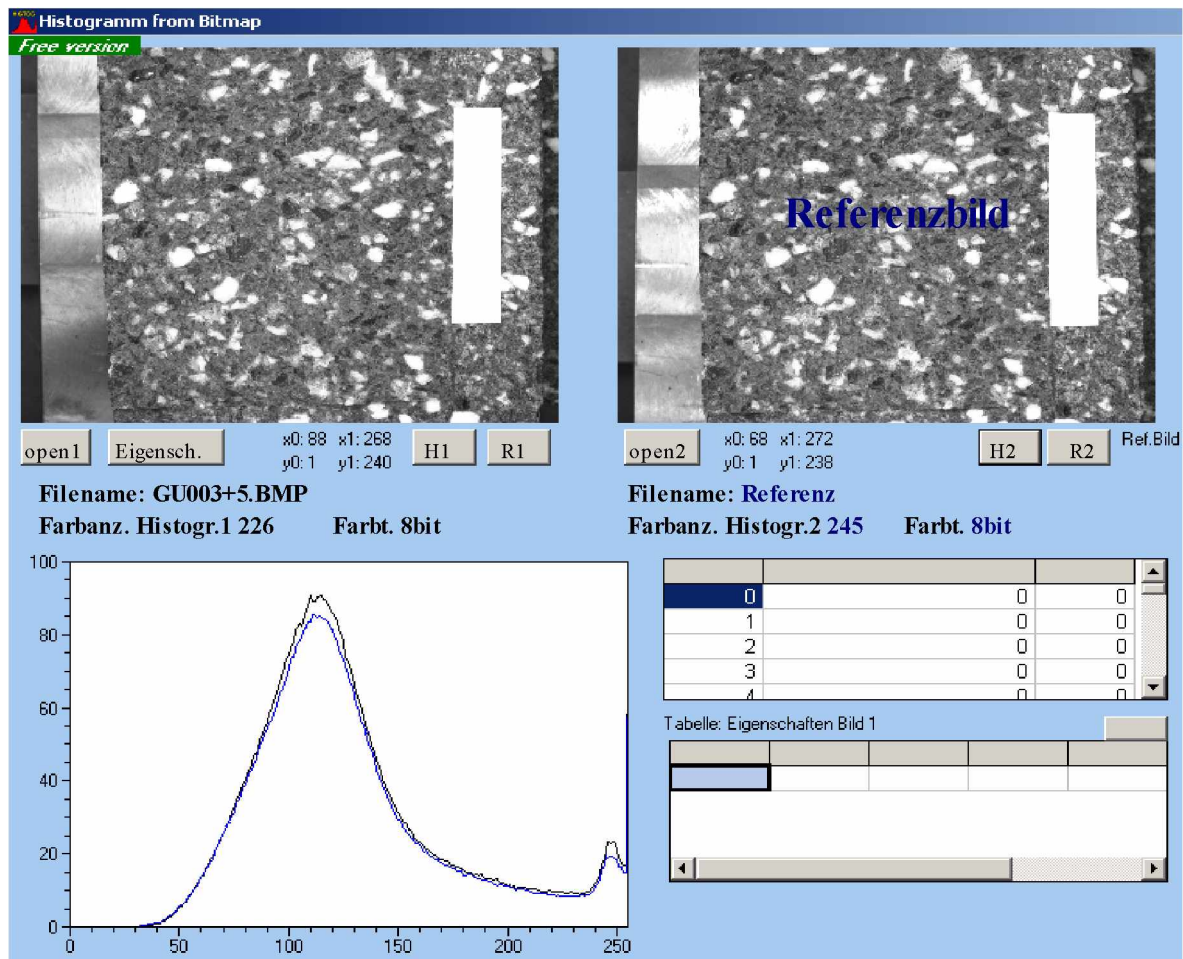 Histogramm from Bitmap
Free version
Referenzbild
open1
Eigensch.
x0: 88 x1: 268
y0: 1 y1: 240
H1
R1
open2
x0: 68 x1: 272
y0: 1 y1: 238
H2
R2
Ref.Bild
Filename: GU003+5.BMP
Farbanz. Histogr.1 226 Farbt. 8bit
Filename: Referenz
Farbanz. Histogr.2 245 Farbt. 8bit
100
80
60
40
20
0
0 50 100 150 200 250
0 0 0
1 0 0
2 0 0
3 0 0
4 0 0
Tabelle: Eigenschaften Bild 1